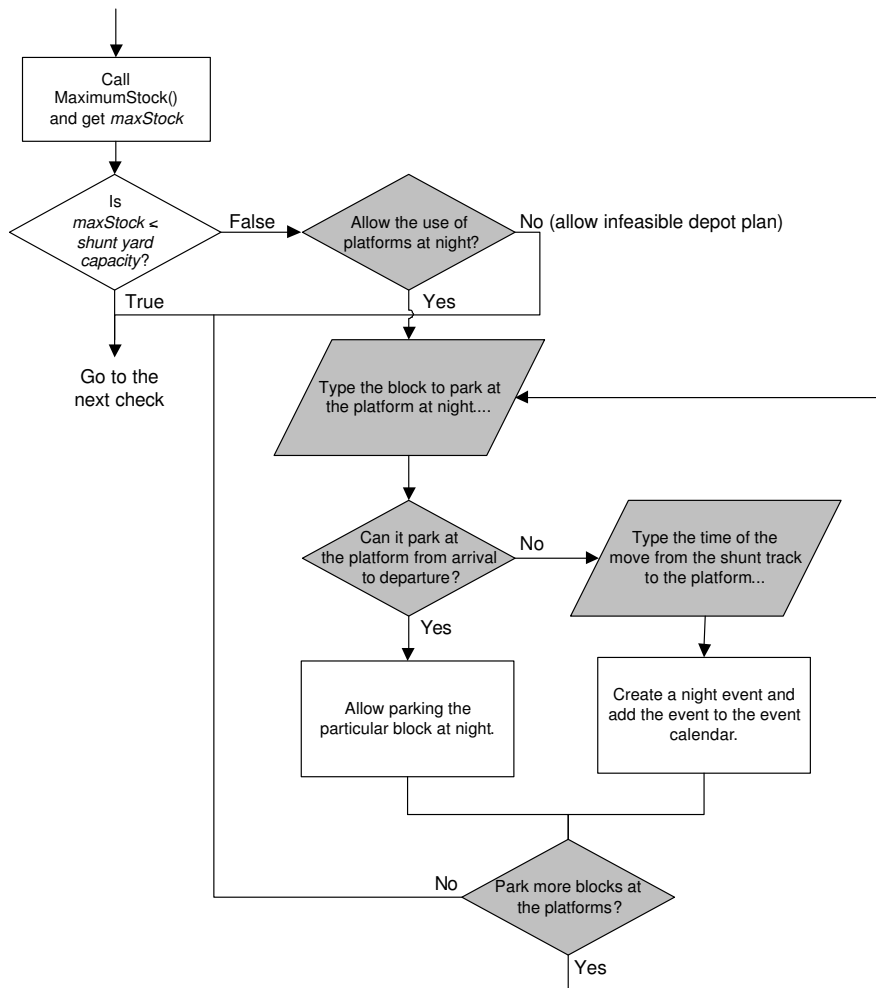 Call
MaximumStock()
and get maxStock
Is
maxStock ≤
shunt yard
capacity?
False
True
Go to the
next check
Allow the use of
platforms at night?
No (allow infeasible depot plan)
Yes
Type the block to park at
the platform at night....
Can it park at
the platform from arrival
to departure?
No
Yes
Type the time of the
move from the shunt track
to the platform...
Allow parking the
particular block at night.
Create a night event and
add the event to the event
calendar.
Park more blocks at
the platforms?
No
Yes